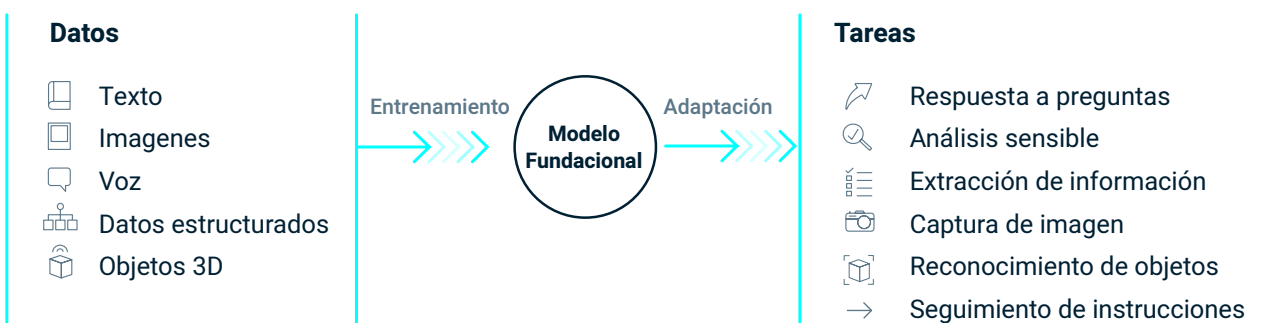 Datos
Texto
Imagenes
Voz
Datos estructurados
Objetos 3D
Entrenamiento
Modelo
Fundacional
Adaptación
Tareas
Respuesta a preguntas
Análisis sensible
Extracción de información
Captura de imagen
Reconocimiento de objetos
Seguimiento de instrucciones